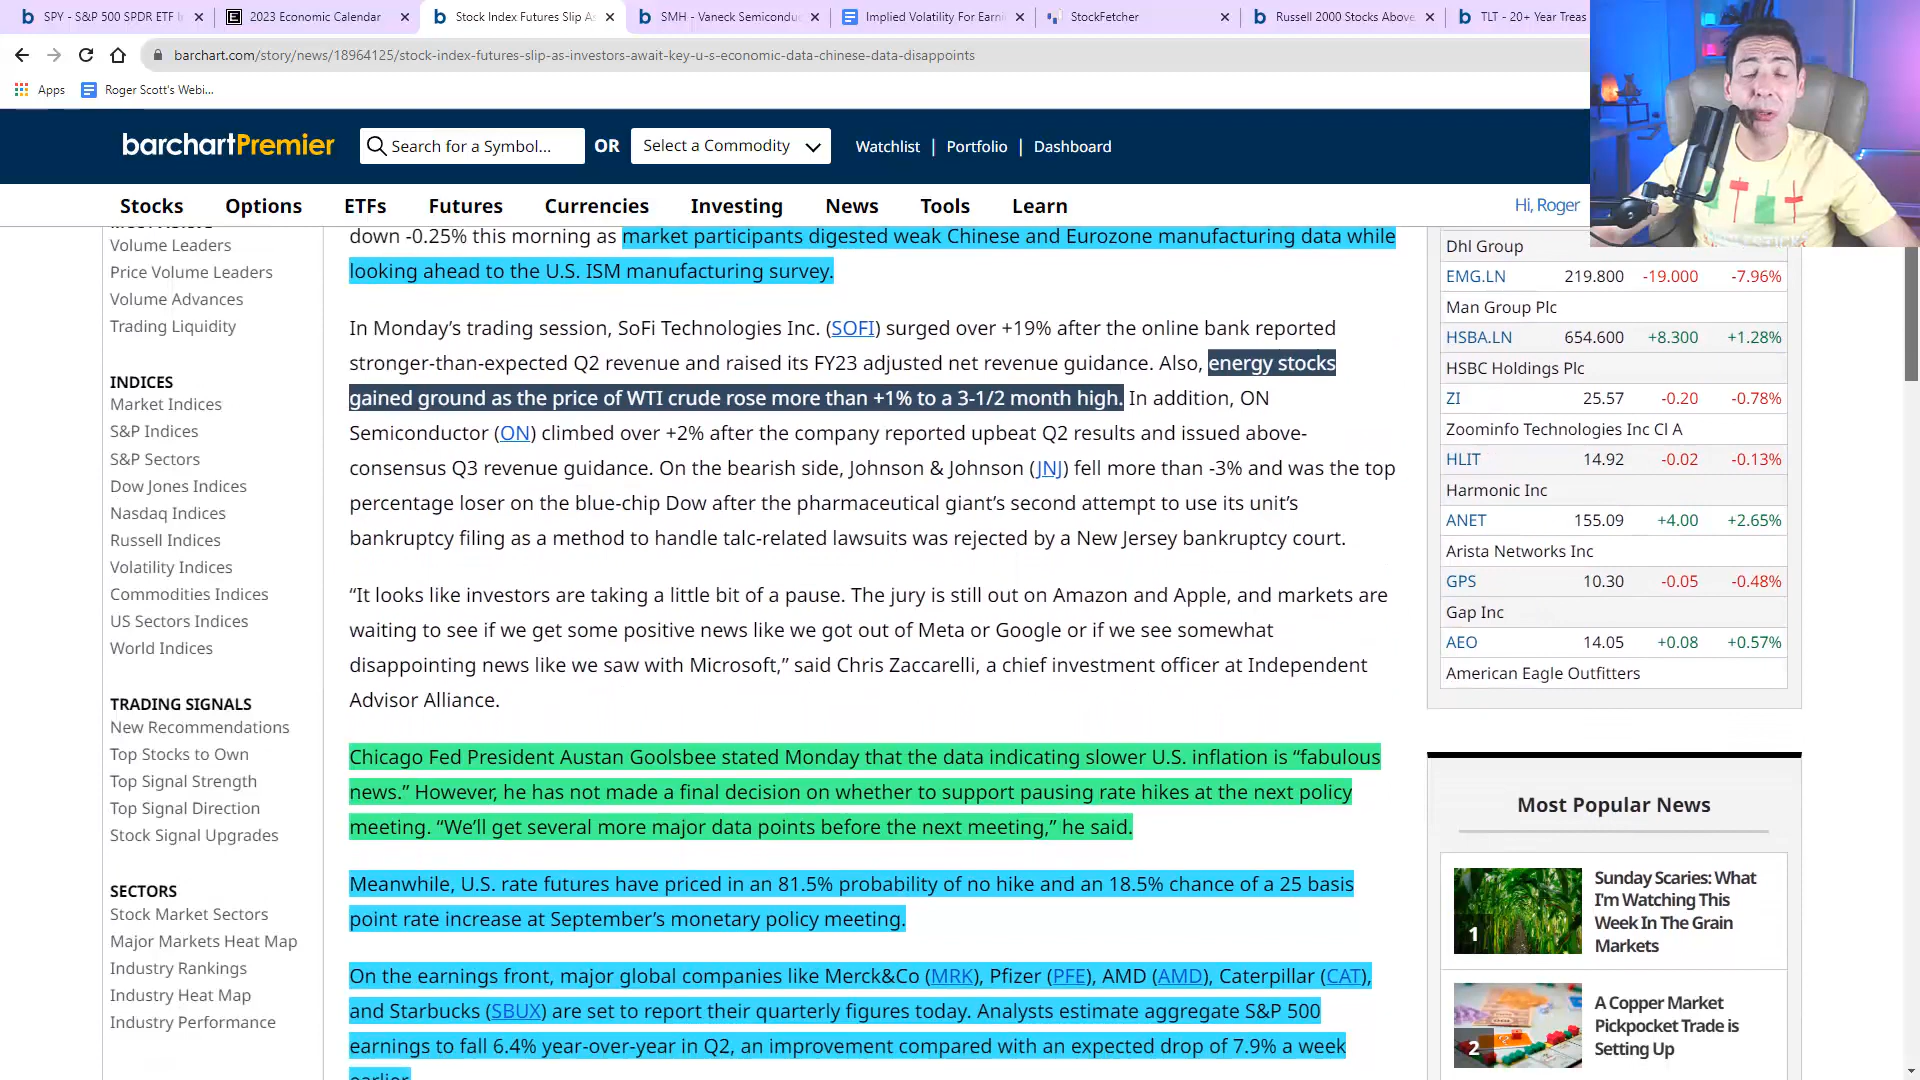 SPY - S&P 500 SPDR ETF
2023 Economic Calendar
Stock Index Futures Slip As
SMH - Vaneck Semicondu
Implied Volatility For Earni
StockFetcher
Russell 2000 Stocks Above
TLT - 20+ Year Treas
barchart.com/story/news/18964125/stock-index-futures-slip-as-investors-await-key-u-s-economic-data-chinese-data-disappoints
Apps
Roger Scott's Webi...
barchartPremier
Search for a Symbol...
OR
Select a Commodity
Watchlist | Portfolio | Dashboard
Stocks Options ETFs Futures Currencies Investing News Tools Learn
Hi, Roger
Volume Leaders
Price Volume Leaders
Volume Advances
Trading Liquidity
INDICES
Market Indices
S&P Indices
S&P Sectors
Dow Jones Indices
Nasdaq Indices
Russell Indices
Volatility Indices
Commodities Indices
US Sectors Indices
World Indices
TRADING SIGNALS
New Recommendations
Top Stocks to Own
Top Signal Strength
Top Signal Direction
Stock Signal Upgrades
SECTORS
Stock Market Sectors
Major Markets Heat Map
Industry Rankings
Industry Heat Map
Industry Performance
down -0.25% this morning as market participants digested weak Chinese and Eurozone manufacturing data while
looking ahead to the U.S. ISM manufacturing survey.
In Monday's trading session, SoFi Technologies Inc. (SOFI) surged over +19% after the online bank reported
stronger-than-expected Q2 revenue and raised its FY23 adjusted net revenue guidance. Also, energy stocks
gained ground as the price of WTI crude rose more than +1% to a 3-1/2 month high. In addition, ON
Semiconductor (ON) climbed over +2% after the company reported upbeat Q2 results and issued above-
consensus Q3 revenue guidance. On the bearish side, Johnson & Johnson (JNJ) fell more than -3% and was the top
percentage loser on the blue-chip Dow after the pharmaceutical giant's second attempt to use its unit's
bankruptcy filing as a method to handle talc-related lawsuits was rejected by a New Jersey bankruptcy court.
“It looks like investors are taking a little bit of a pause. The jury is still out on Amazon and Apple, and markets are
waiting to see if we get some positive news like we got out of Meta or Google or if we see somewhat
disappointing news like we saw with Microsoft,” said Chris Zaccarelli, a chief investment officer at Independent
Advisor Alliance.
Chicago Fed President Austan Goolsbee stated Monday that the data indicating slower U.S. inflation is “fabulous
news.” However, he has not made a final decision on whether to support pausing rate hikes at the next policy
meeting. “We'll get several more major data points before the next meeting,” he said.
Meanwhile, U.S. rate futures have priced in an 81.5% probability of no hike and an 18.5% chance of a 25 basis
point rate increase at September's monetary policy meeting.
On the earnings front, major global companies like Merck&Co (MRK), Pfizer (PFE), AMD (AMD), Caterpillar (CAT),
and Starbucks (SBUX) are set to report their quarterly figures today. Analysts estimate aggregate S&P 500
earnings to fall 6.4% year-over-year in Q2, an improvement compared with an expected drop of 7.9% a week
earlier.
Dhl Group
EMG.LN 219.800 -19.000 -7.96%
Man Group Plc
HSBA.LN 654.600 +8.300 +1.28%
HSBC Holdings Plc
ZI 25.57 -0.20 -0.78%
Zoominfo Technologies Inc Cl A
HLIT 14.92 -0.02 -0.13%
Harmonic Inc
ANET 155.09 +4.00 +2.65%
Arista Networks Inc
GPS 10.30 -0.05 -0.48%
Gap Inc
AEO 14.05 +0.08 +0.57%
American Eagle Outfitters
Most Popular News
1
Sunday Scaries: What
I'm Watching This
Week In The Grain
Markets
2
A Copper Market
Pickpocket Trade is
Setting Up